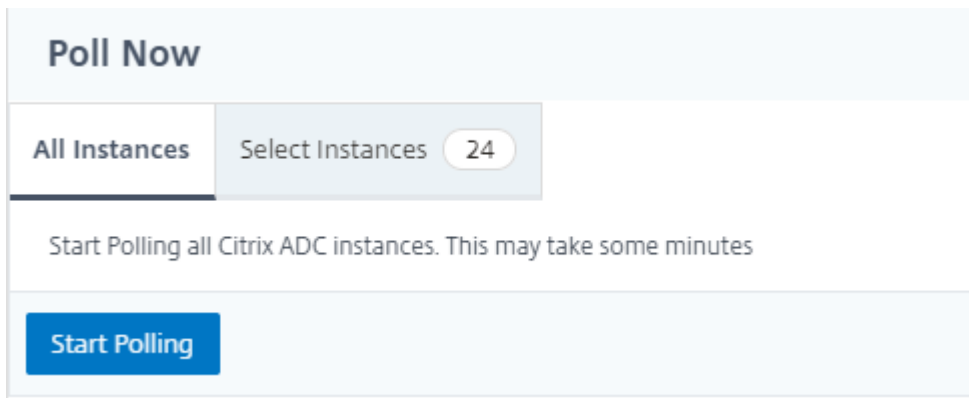 Poll Now
All Instances
Select Instances 24
Start Polling all Citrix ADC instances. This may take some minutes
Start Polling